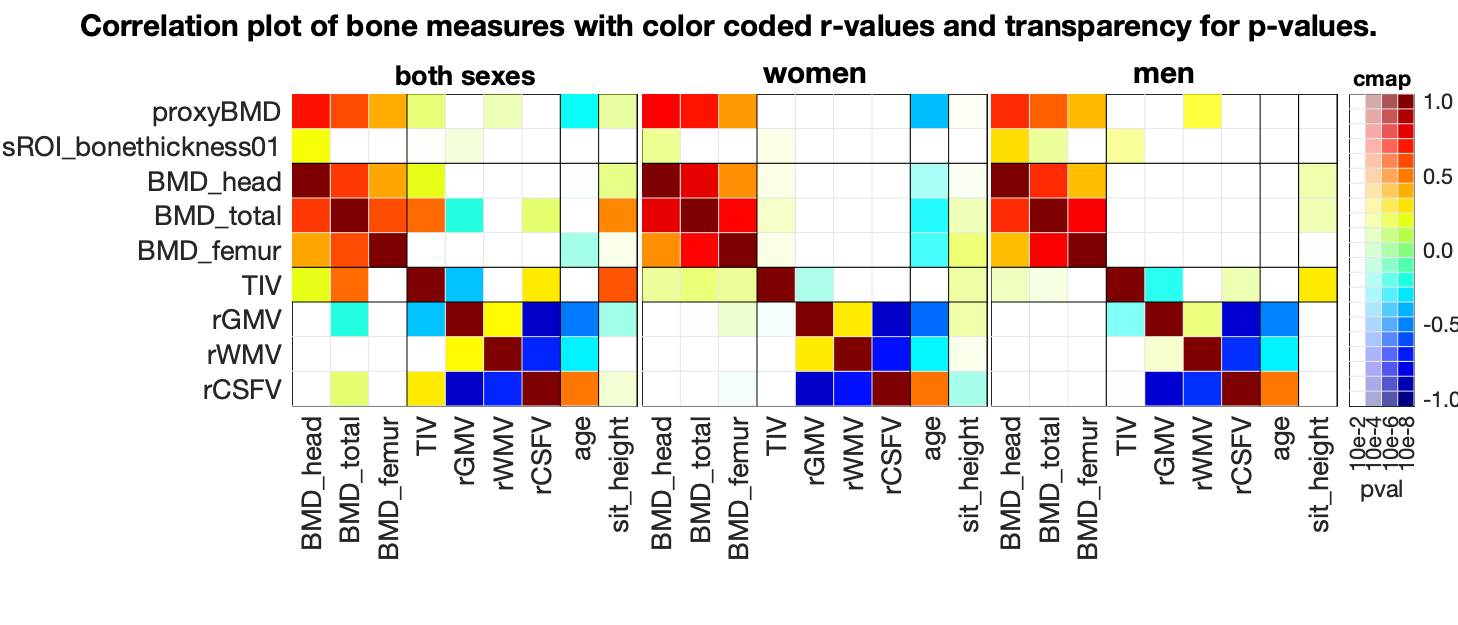 Correlation plot of bone measures with color coded r-values and transparency for p-values.
both sexes
women
men
cmap
proxyBMD
sROI_bonethickness01
BMD_head
BMD_total
BMD_femur
TIV
rGMV
rWMV
rCSFV
BMD_head
BMD_total
BMD_femur
TIV
rGMV
rWMV
rCSFV
age
sit_height
BMD_head
BMD_total
BMD_femur
TIV
rGMV
rWMV
rCSFV
age
sit_height
BMD_head
BMD_total
BMD_femur
TIV
rGMV
rWMV
rCSFV
age
sit_height
1.0
0.5
0.0
-0.5
-1.0
10e-2
10e-4
10e-6
10e-8
pval